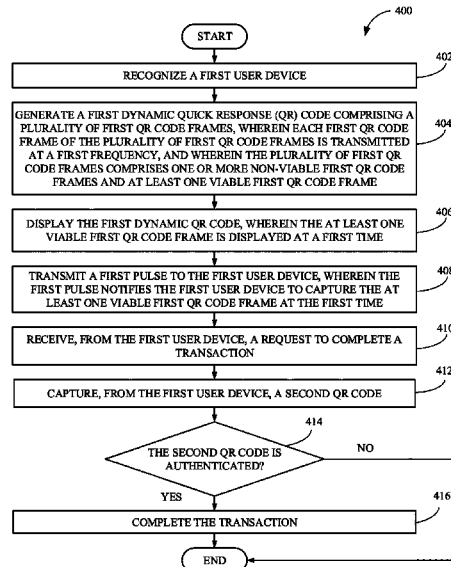 400
START
RECOGNIZE A FIRST USER DEVICE
402
GENERATE A FIRST DYNAMIC QUICK RESPONSE (QR) CODE COMPRISING A
PLURALITY OF FIRST QR CODE FRAMES, WHEREIN EACH FIRST QR CODE
FRAME OF THE PLURALITY OF FIRST QR CODE FRAMES IS TRANSMITTED
AT A FIRST FREQUENCY, AND WHEREIN THE PLURALITY OF FIRST QR
CODE FRAMES COMPRISES ONE OR MORE NON-VIABLE FIRST QR CODE
FRAMES AND AT LEAST ONE VIABLE FIRST QR CODE FRAME
404
DISPLAY THE FIRST DYNAMIC QR CODE, WHEREIN THE AT LEAST ONE
VIABLE FIRST QR CODE FRAME IS DISPLAYED AT A FIRST TIME
406
TRANSMIT A FIRST PULSE TO THE FIRST USER DEVICE, WHEREIN THE
FIRST PULSE NOTIFIES THE FIRST USER DEVICE TO CAPTURE THE AT
LEAST ONE VIABLE FIRST QR CODE FRAME AT THE FIRST TIME
408
RECEIVE, FROM THE FIRST USER DEVICE, A REQUEST TO COMPLETE A
TRANSACTION
410
CAPTURE, FROM THE FIRST USER DEVICE, A SECOND QR CODE
412
THE SECOND QR CODE IS
AUTHENTICATED?
414
NO
YES
COMPLETE THE TRANSACTION
416
END